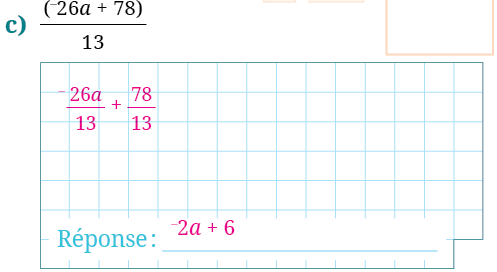 c) (⁻26a + 78)
13
⁻26a/13 + 78/13
Réponse : ⁻2a + 6